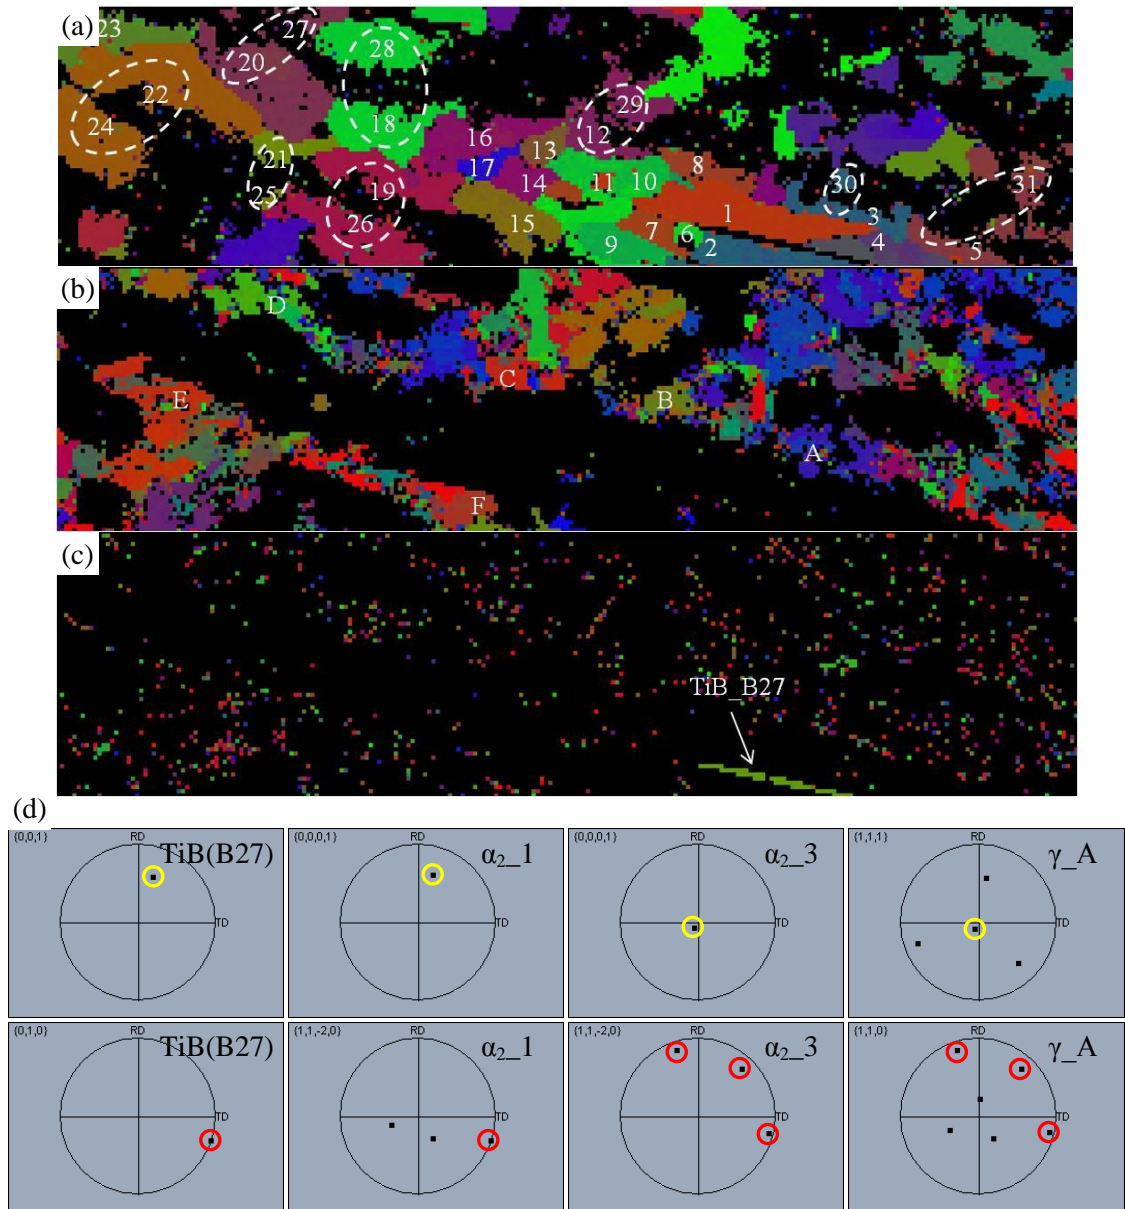 (a)
23 27 28
20
22 29
24 18 16 12
13 8
21 17 30 31
25 19 14 11 10
26 15 1 3
7 6
9 2 4 5
(b)
D
C
E B
A
F
(c)
TiB_B27
(d)
{0,0,1} RD TiB(B27) TD
{0,0,0,1} RD α₂_1 TD
{0,0,0,1} RD α₂_3 TD
{1,1,1} RD γ_A TD
{0,1,0} RD TiB(B27) TD
{1,1,-2,0} RD α₂_1 TD
{1,1,-2,0} RD α₂_3 TD
{1,1,0} RD γ_A TD